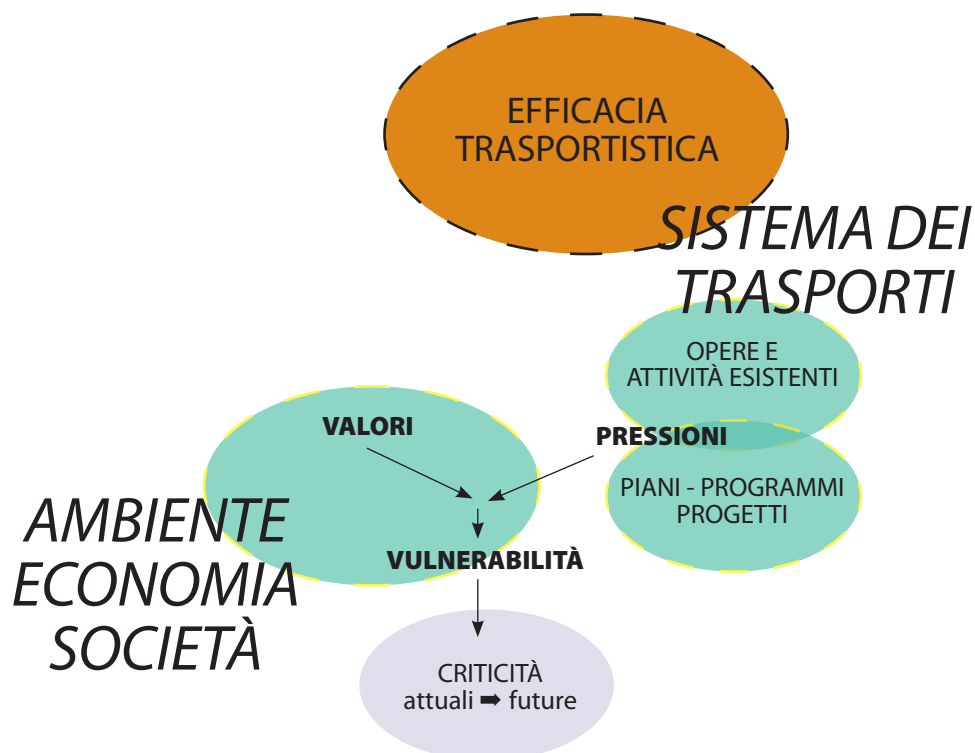 EFFICACIA
TRASPORTISTICA
SISTEMA DEI
TRASPORTI
OPERE E
ATTIVITÀ ESISTENTI
VALORI
PRESSIONI
PIANI - PROGRAMMI
PROGETTI
AMBIENTE
ECONOMIA
SOCIETÀ
VULNERABILITÀ
CRITICITÀ
attuali ➡ future